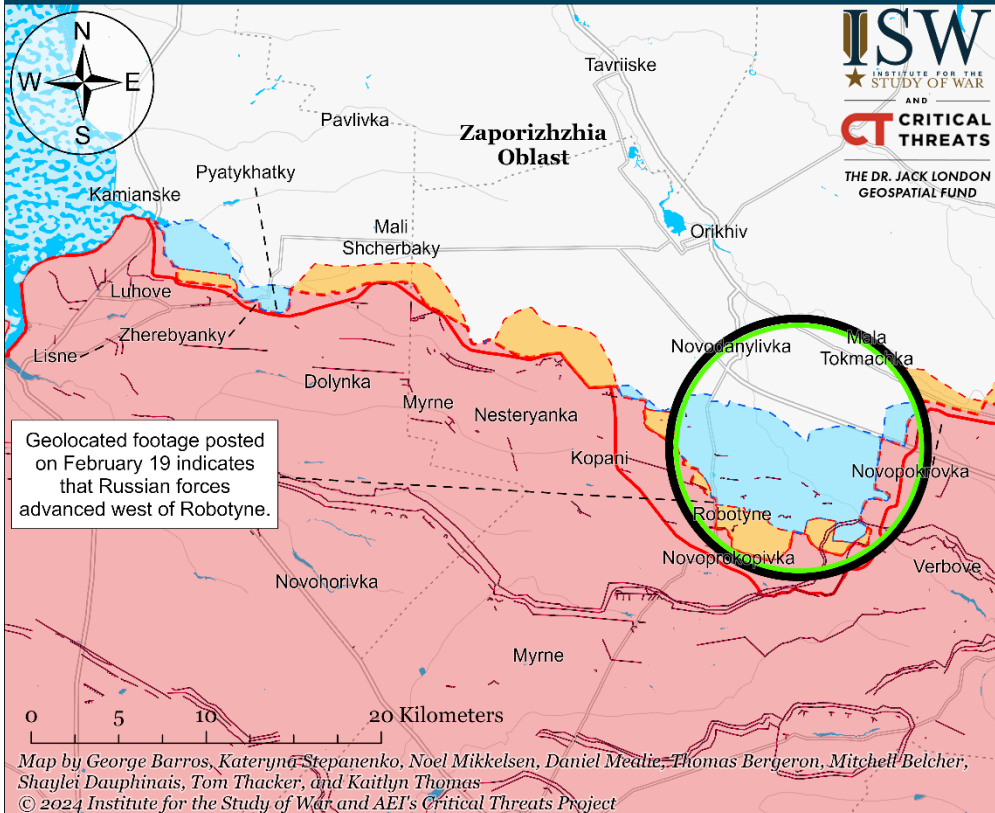 N
W E
S
ISW
INSTITUTE FOR THE
STUDY OF WAR
AND
CT CRITICAL
THREATS
THE DR. JACK LONDON
GEOSPATIAL FUND
Tavriiske
Pavlivka
Zaporizhzhia
Oblast
Pyatykhatky
Kamianske
Mali
Shcherbaky
Orikhiv
Luhove
Zherebyanky
Lisne
Novodanylivka
Mala
Tokmachka
Dolynka
Myrne
Nesteryanka
Geolocated footage posted
on February 19 indicates
that Russian forces
advanced west of Robotyne.
Kopani
Novopokrovka
Robotyne
Novoprokopivka
Verbove
Novohorivka
Myrne
0 5 10 20 Kilometers
Map by George Barros, Kateryna Stepanenko, Noel Mikkelsen, Daniel Mealie, Thomas Bergeron, Mitchell Belcher,
Shaylei Dauphinais, Tom Thacker, and Kaitlyn Thomas
© 2024 Institute for the Study of War and AEI's Critical Threats Project